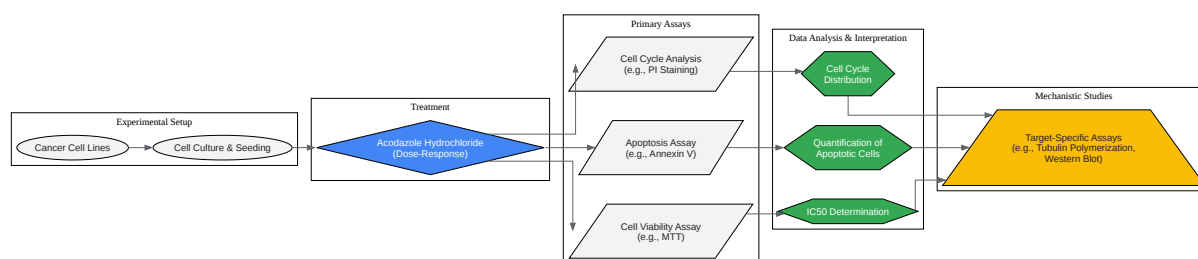 Experimental Setup
Cancer Cell Lines
Cell Culture & Seeding
Treatment
Acodazole Hydrochloride
(Dose-Response)
Primary Assays
Cell Cycle Analysis
(e.g., PI Staining)
Apoptosis Assay
(e.g., Annexin V)
Cell Viability Assay
(e.g., MTT)
Data Analysis & Interpretation
Cell Cycle
Distribution
Quantification of
Apoptotic Cells
IC50 Determination
Mechanistic Studies
Target-Specific Assays
(e.g., Tubulin Polymerization,
Western Blot)